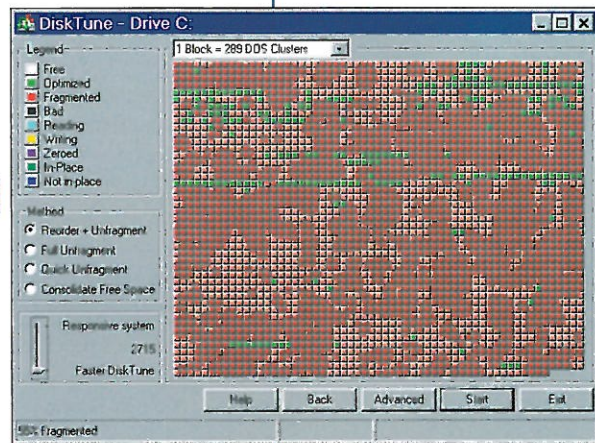 DiskTune - Drive C:
Legend
1 Block = 289 DOS Clusters
Free
Optimized
Fragmented
Bad
Reading
Writing
Zeroed
In-Place
Not in-place
Method
Reorder + Unfragment
Full Unfragment
Quick Unfragment
Consolidate Free Space
Responsive system
2715
Faster DiskTune
Help Back Advanced Start Exit
Fragmented